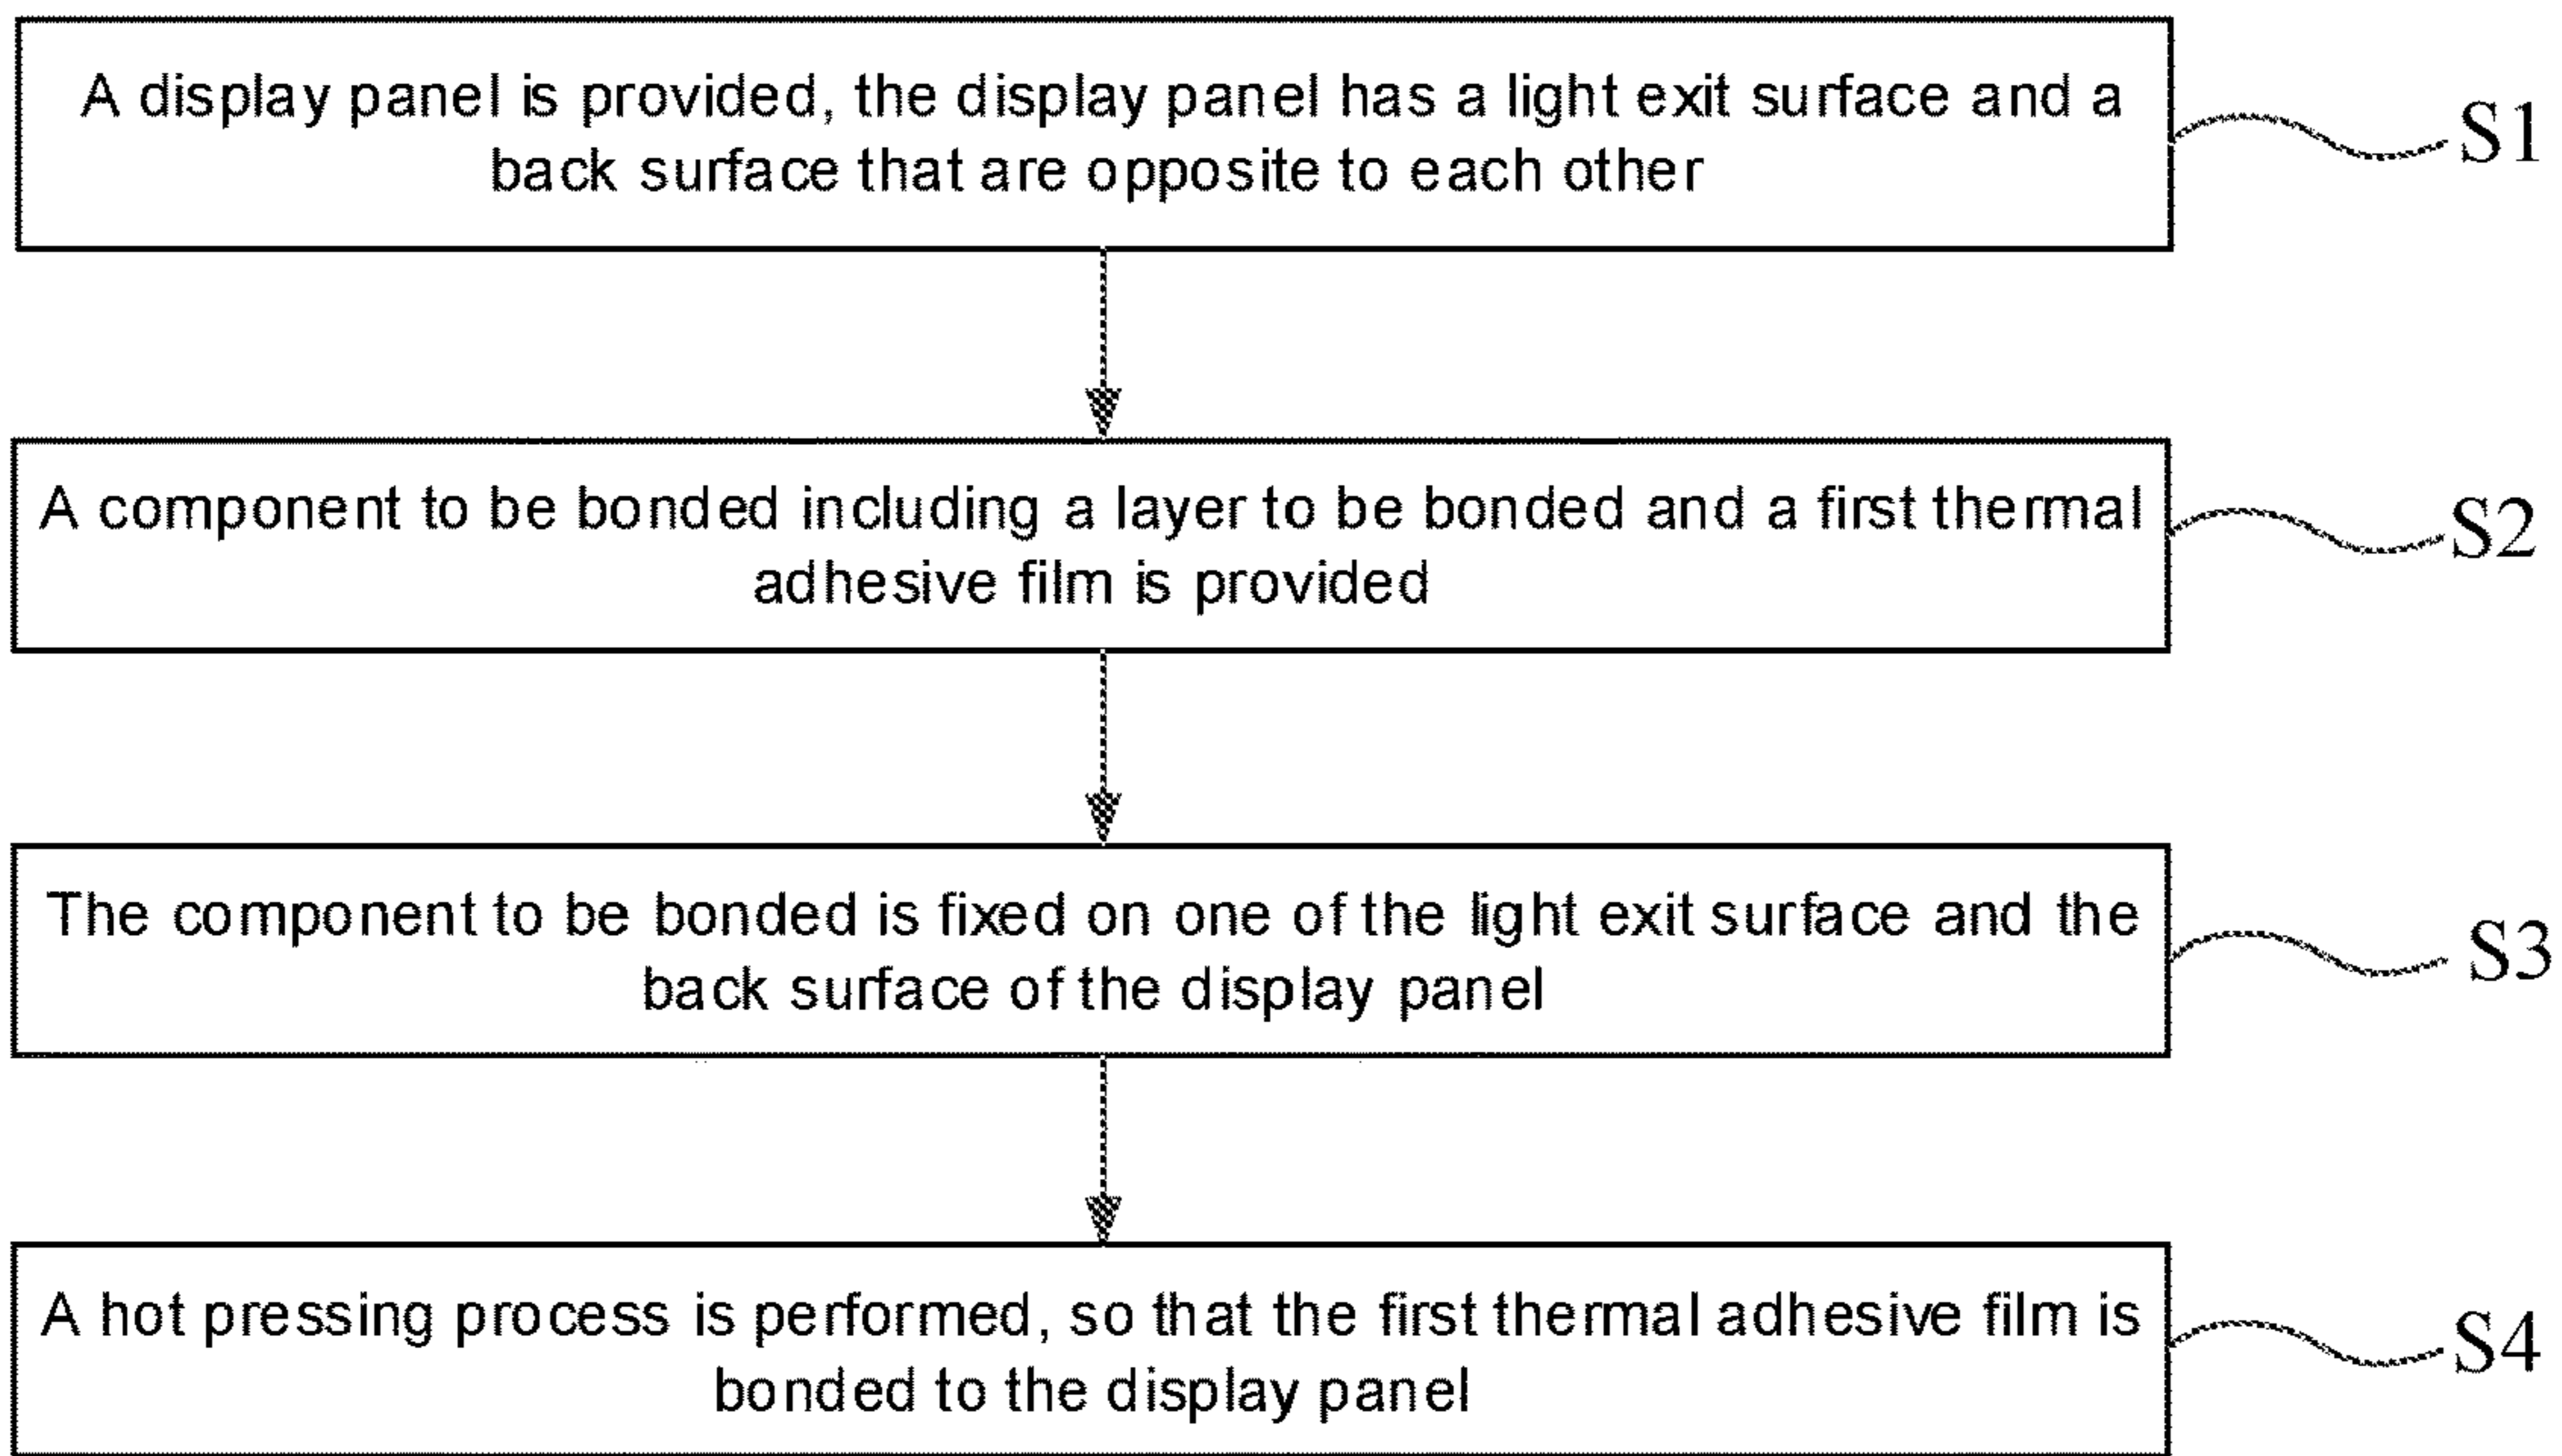 A display panel is provided, the display panel has a light exit surface and a
back surface that are opposite to each other
S1
A component to be bonded including a layer to be bonded and a first thermal
adhesive film is provided
S2
The component to be bonded is fixed on one of the light exit surface and the
back surface of the display panel
S3
A hot pressing process is performed, so that the first thermal adhesive film is
bonded to the display panel
S4